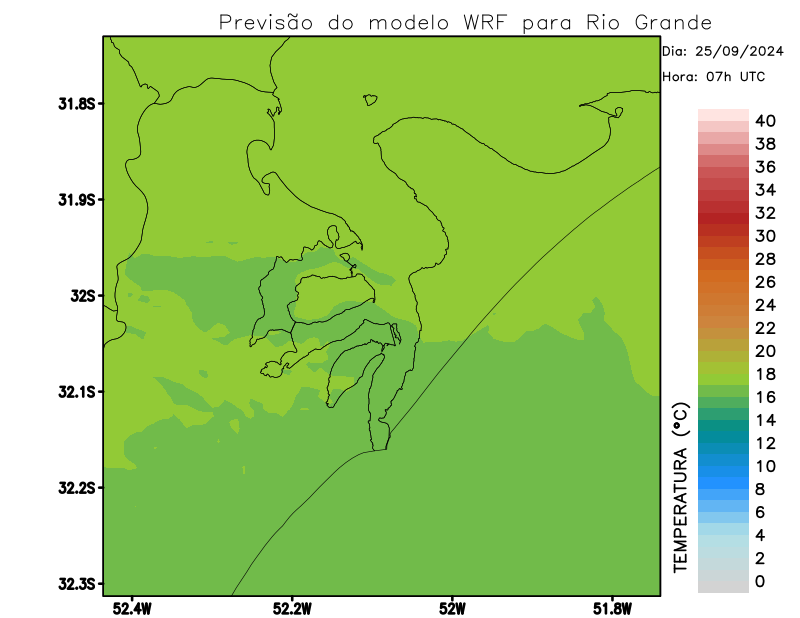 Previsão do modelo WRF para Rio Grande
Dia: 25/09/2024
Hora: 07h UTC
31.8S
31.9S
32S
32.1S
32.2S
32.3S
52.4W
52.2W
52W
51.8W
TEMPERATURA (°C)
40
38
36
34
32
30
28
26
24
22
20
18
16
14
12
10
8
6
4
2
0